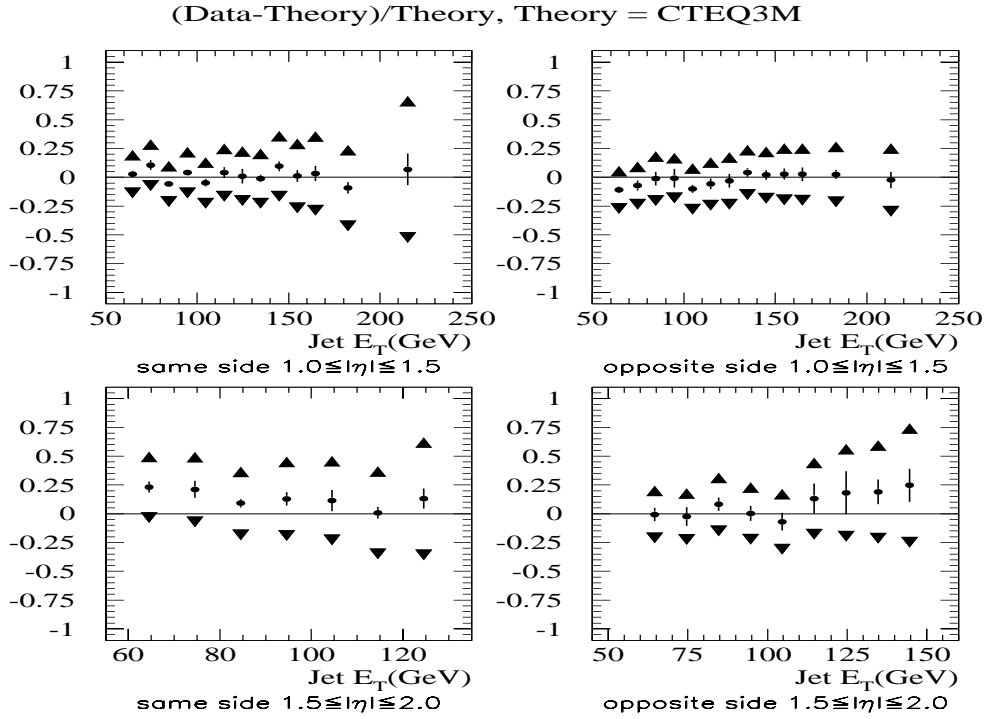 (Data-Theory)/Theory, Theory = CTEQ3M
1
0.75
0.5
0.25
0
-0.25
-0.5
-0.75
-1
50 100 150 200 250
Jet E_T(GeV)
same side 1.0≤|η|≤1.5
1
0.75
0.5
0.25
0
-0.25
-0.5
-0.75
-1
50 100 150 200 250
Jet E_T(GeV)
opposite side 1.0≤|η|≤1.5
1
0.75
0.5
0.25
0
-0.25
-0.5
-0.75
-1
60 80 100 120
Jet E_T(GeV)
same side 1.5≤|η|≤2.0
1
0.75
0.5
0.25
0
-0.25
-0.5
-0.75
-1
50 75 100 125 150
Jet E_T(GeV)
opposite side 1.5≤|η|≤2.0